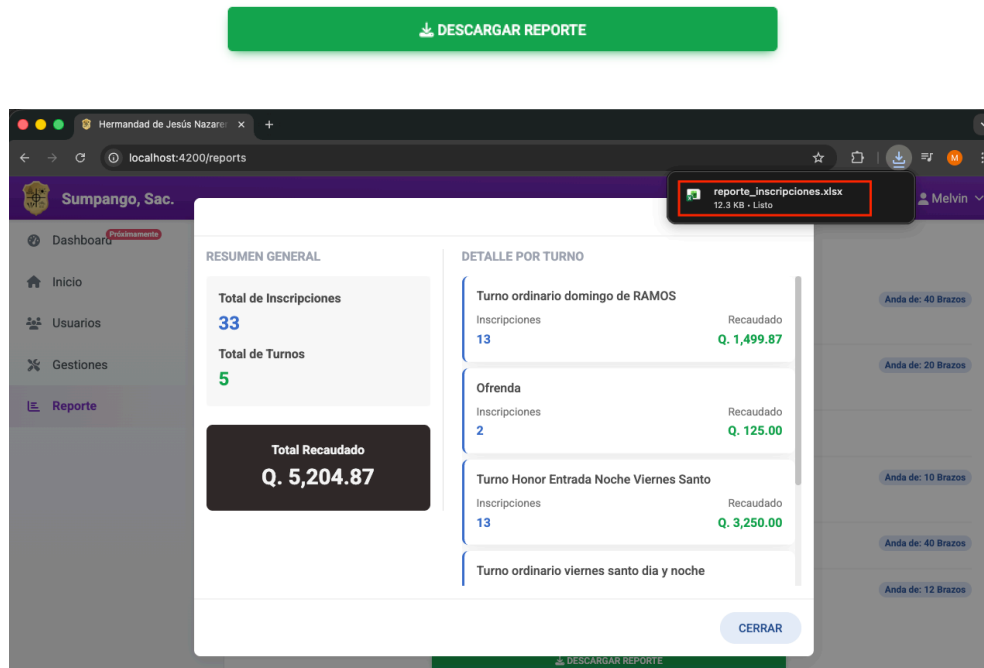 DESCARGAR REPORTE
Hermandad de Jesús Nazaren
localhost:4200/reports
M
reporte_inscripciones.xlsx
12.3 KB • Listo
Sumpango, Sac.
Melvin
Dashboard
Próximamente
Inicio
Usuarios
Gestiones
Reporte
RESUMEN GENERAL
Total de Inscripciones
33
Total de Turnos
5
Total Recaudado
Q. 5,204.87
DETALLE POR TURNO
Turno ordinario domingo de RAMOS
Inscripciones Recaudado
13 Q. 1,499.87
Ofrenda
Inscripciones Recaudado
2 Q. 125.00
Turno Honor Entrada Noche Viernes Santo
Inscripciones Recaudado
13 Q. 3,250.00
Turno ordinario viernes santo dia y noche
CERRAR
Anda de: 40 Brazos
Anda de: 20 Brazos
Anda de: 10 Brazos
Anda de: 40 Brazos
Anda de: 12 Brazos
DESCARGAR REPORTE